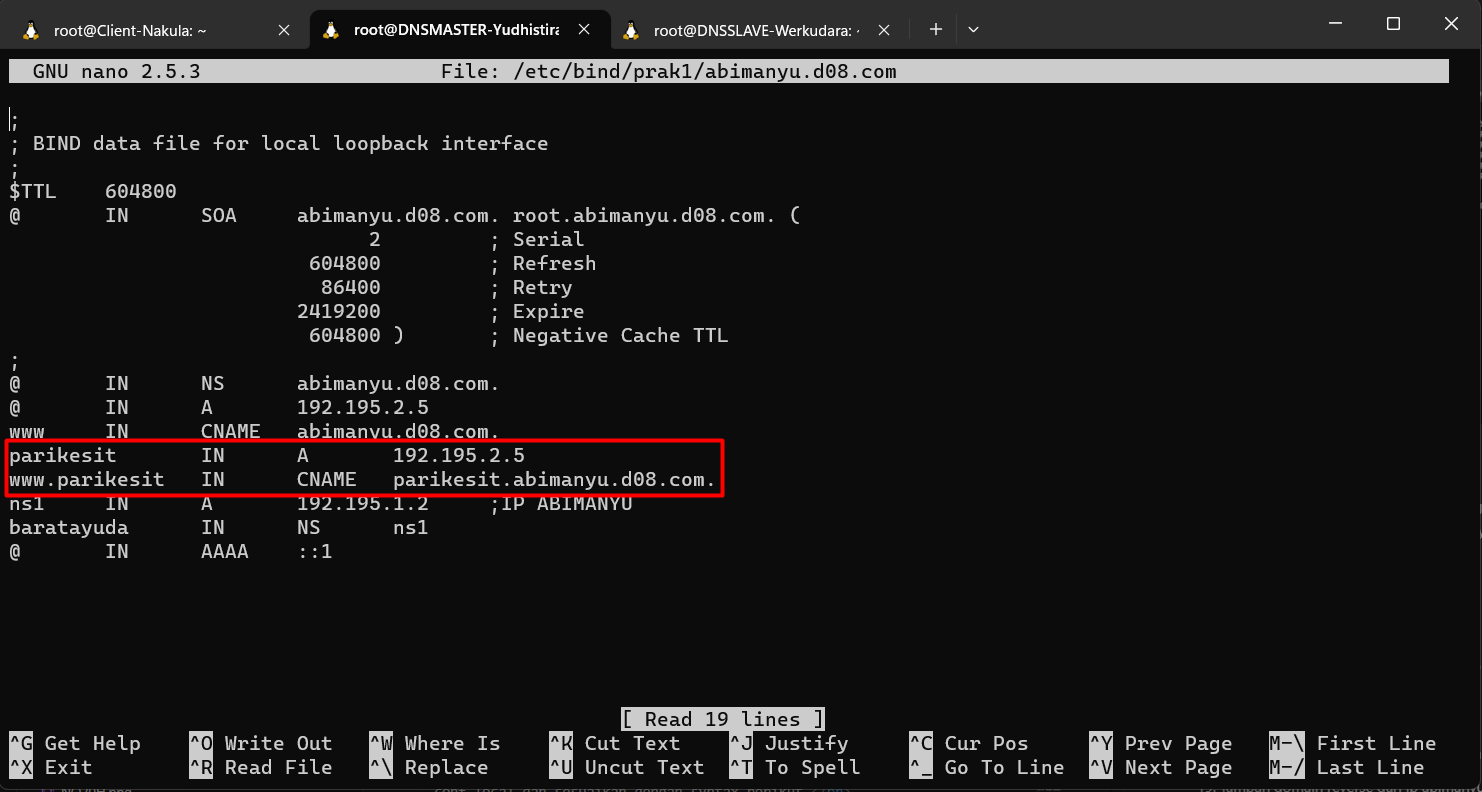 root@Client-Nakula: ~
root@DNSMASTER-Yudhistira
root@DNSSLAVE-Werkudara: ~
GNU nano 2.5.3 File: /etc/bind/prak1/abimanyu.d08.com
;
; BIND data file for local loopback interface
;
$TTL 604800
@ IN SOA abimanyu.d08.com. root.abimanyu.d08.com. (
2 ; Serial
604800 ; Refresh
86400 ; Retry
2419200 ; Expire
604800 ) ; Negative Cache TTL
;
@ IN NS abimanyu.d08.com.
@ IN A 192.195.2.5
www IN CNAME abimanyu.d08.com.
parikesit IN A 192.195.2.5
www.parikesit IN CNAME parikesit.abimanyu.d08.com.
ns1 IN A 192.195.1.2 ;IP ABIMANYU
baratayuda IN NS ns1
@ IN AAAA ::1
[ Read 19 lines ]
^G Get Help ^O Write Out ^W Where Is ^K Cut Text ^J Justify ^C Cur Pos ^Y Prev Page M-\ First Line
^X Exit ^R Read File ^\ Replace ^U Uncut Text ^T To Spell ^_ Go To Line ^V Next Page M-/ Last Line